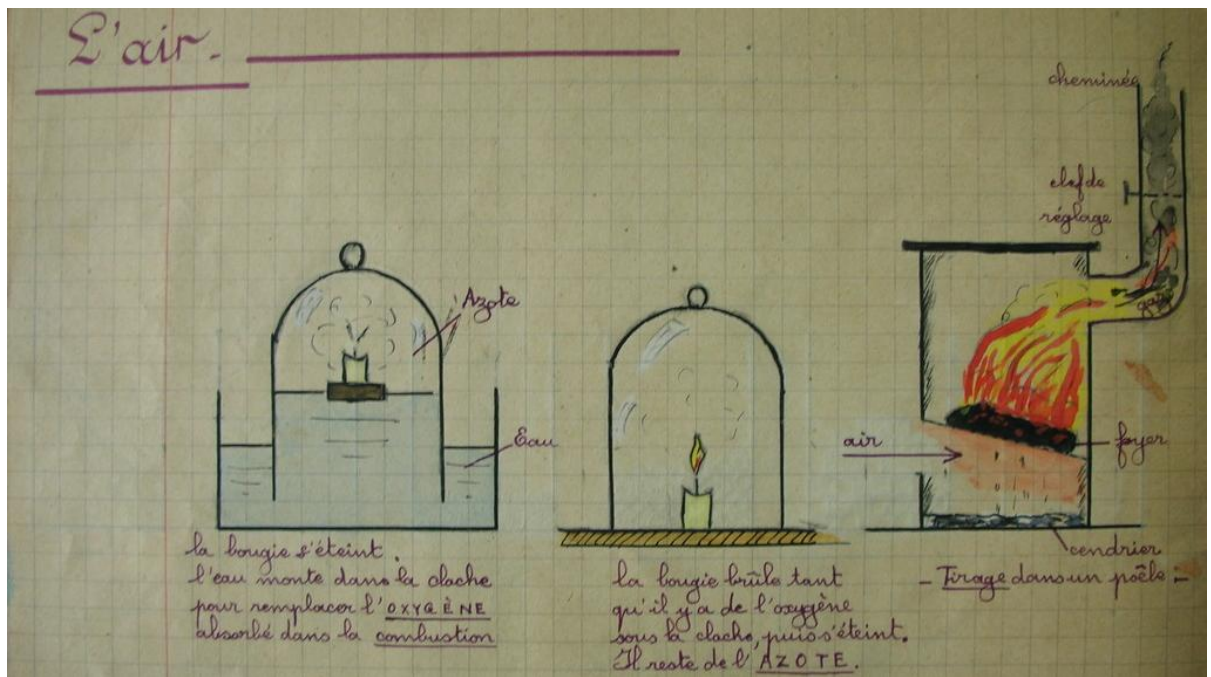 L'air.
Azote
Eau
la bougie s'éteint.
l'eau monte dans la cloche
pour remplacer l'OXYGÈNE
absorbé dans la combustion
la bougie brûle tant
qu'il y a de l'oxygène
sous la cloche, puis s'éteint.
Il reste de l'AZOTE.
cheminée
clef de
réglage
gaz
air
foyer
cendrier
- Tirage dans un poêle -